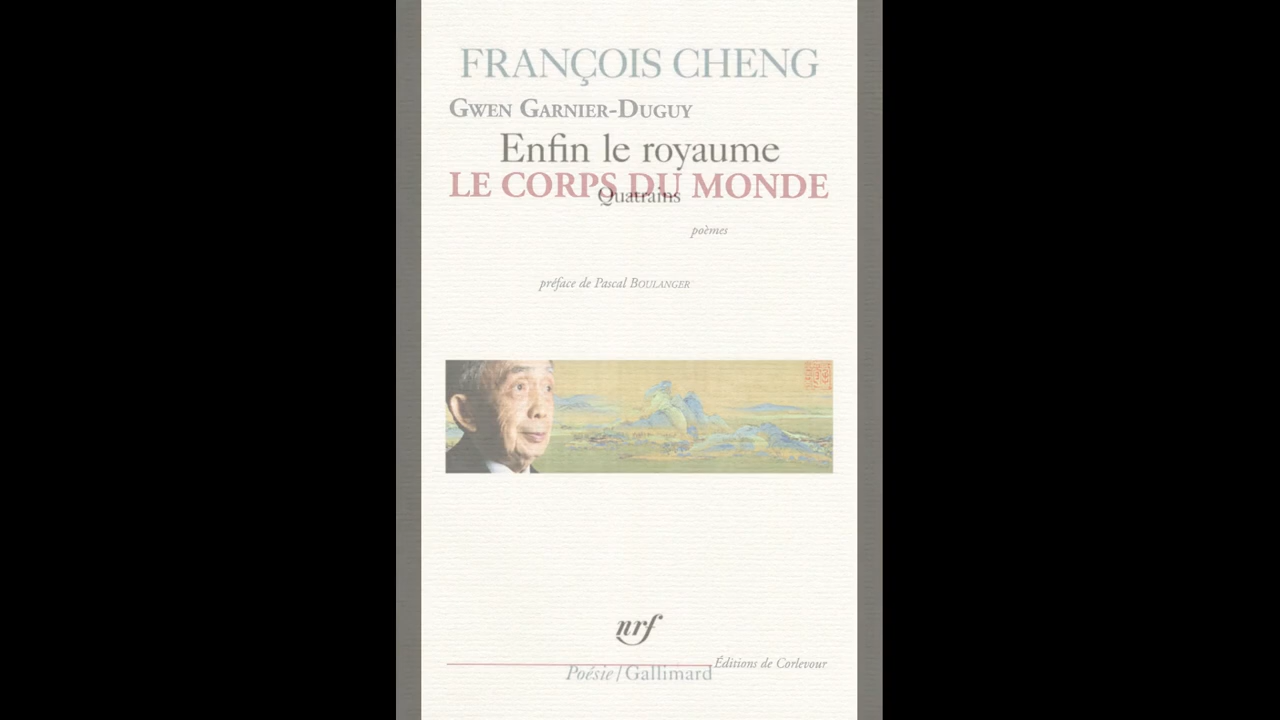 FRANÇOIS CHENG
GWEN GARNIER-DUGUY
Enfin le royaume
LE CORPS DU MONDE
Quatrains
poèmes
préface de Pascal BOULANGER
nrf
Éditions de Corlevour
Poésie / Gallimard